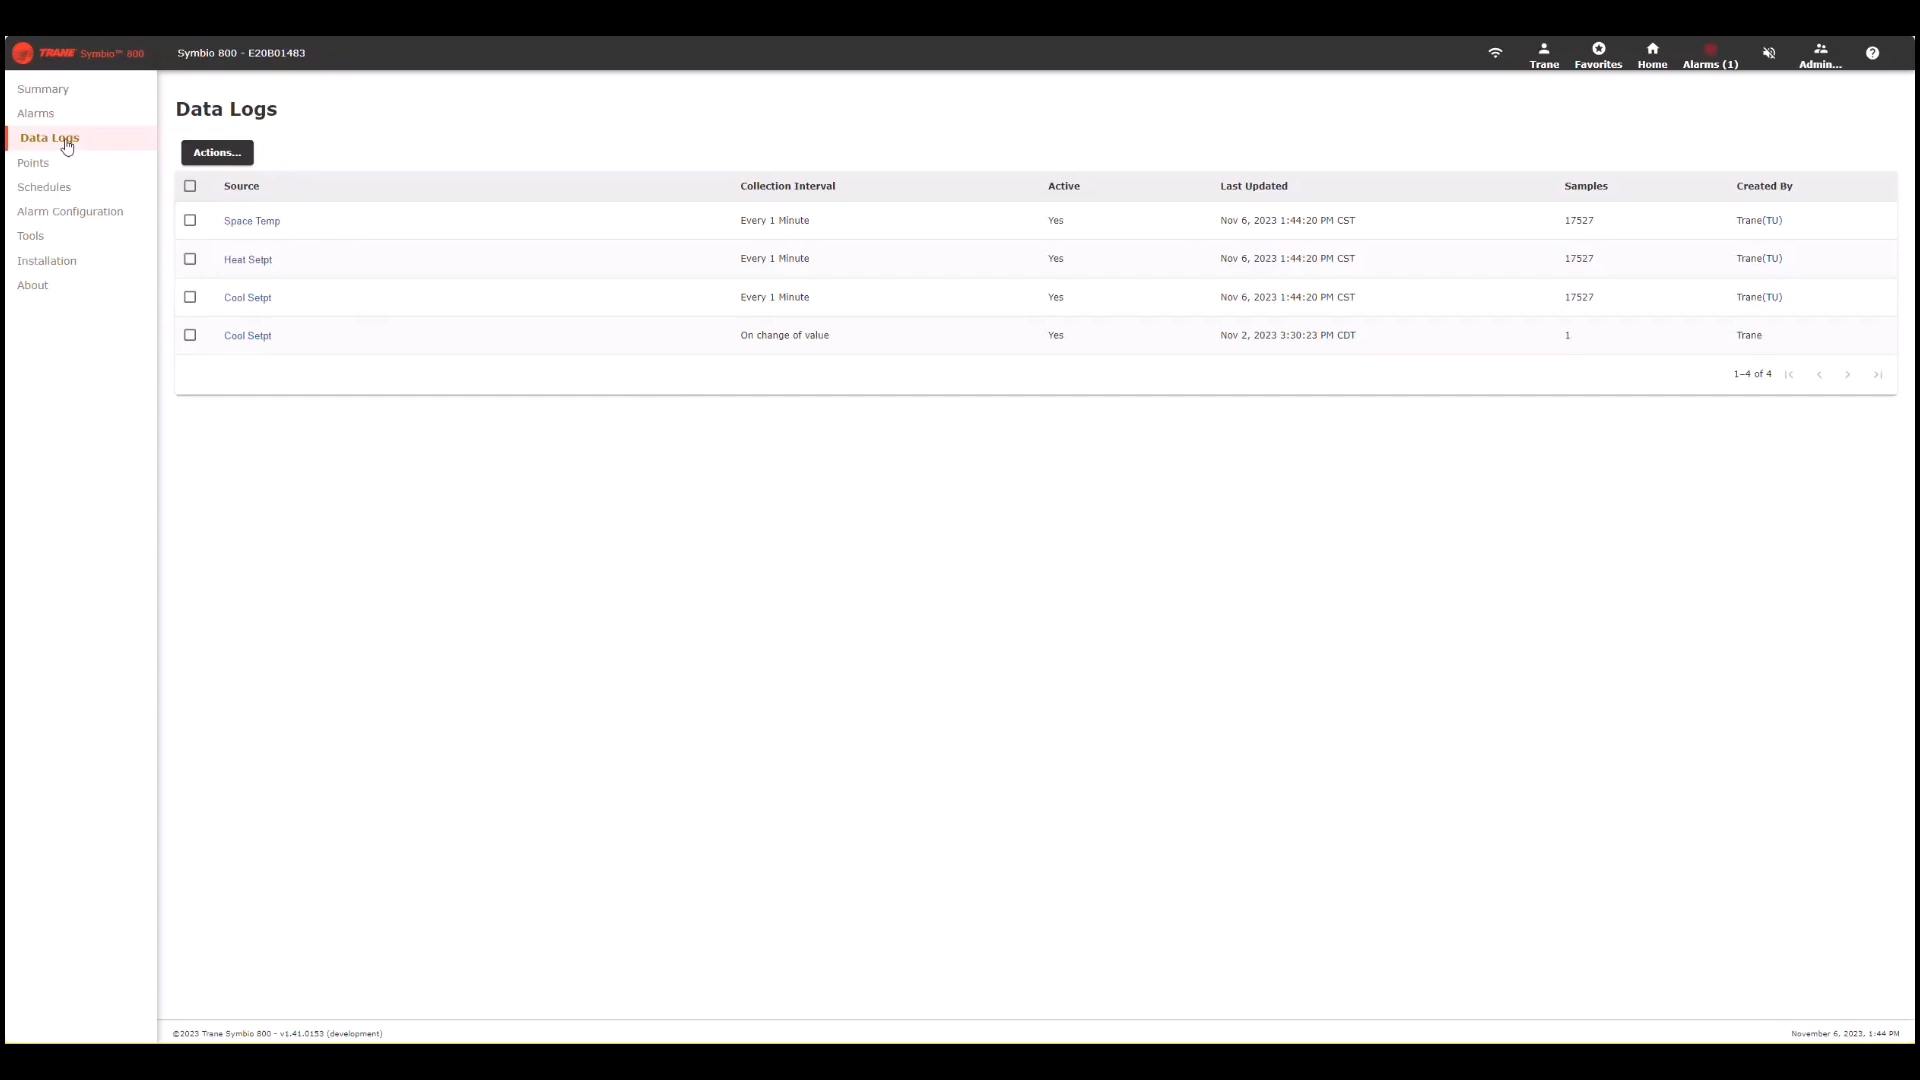 TRANE Symbio™ 800
Symbio 800 - E20B01483
Trane
Favorites
Home
Alarms (1)
Admin...
Summary
Alarms
Data Logs
Points
Schedules
Alarm Configuration
Tools
Installation
About
Data Logs
Actions...
Source Collection Interval Active Last Updated Samples Created By
Space Temp Every 1 Minute Yes Nov 6, 2023 1:44:20 PM CST 17527 Trane(TU)
Heat Setpt Every 1 Minute Yes Nov 6, 2023 1:44:20 PM CST 17527 Trane(TU)
Cool Setpt Every 1 Minute Yes Nov 6, 2023 1:44:20 PM CST 17527 Trane(TU)
Cool Setpt On change of value Yes Nov 2, 2023 3:30:23 PM CDT 1 Trane
1–4 of 4
©2023 Trane Symbio 800 - v1.41.0153 (development)
November 6, 2023, 1:44 PM